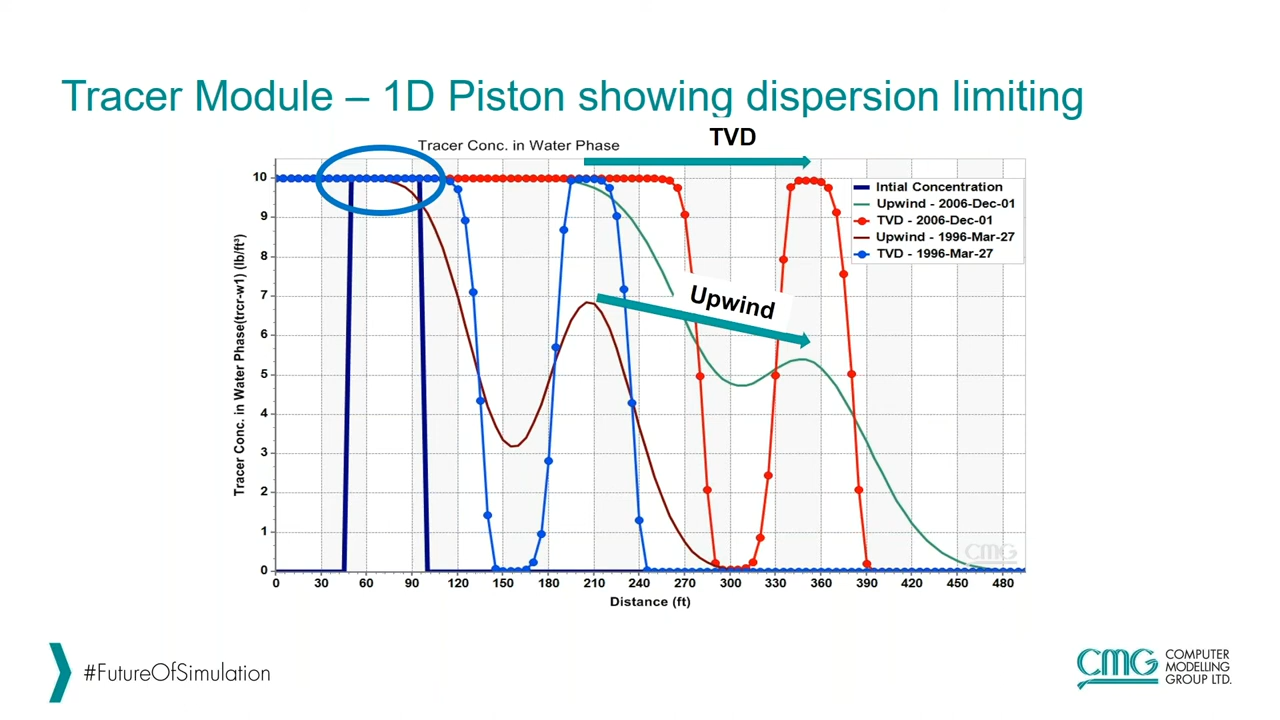 Tracer Module – 1D Piston showing dispersion limiting
TVD
Tracer Conc. in Water Phase
Intial Concentration
Upwind - 2006-Dec-01
TVD - 2006-Dec-01
Upwind - 1996-Mar-27
TVD - 1996-Mar-27
Upwind
Tracer Conc. in Water Phase(trcr-w1) (lb/ft³)
10
9
8
7
6
5
4
3
2
1
0
0 30 60 90 120 150 180 210 240 270 300 330 360 390 420 450 480
Distance (ft)
CMG
#FutureOfSimulation
CMG
COMPUTER
MODELLING
GROUP LTD.